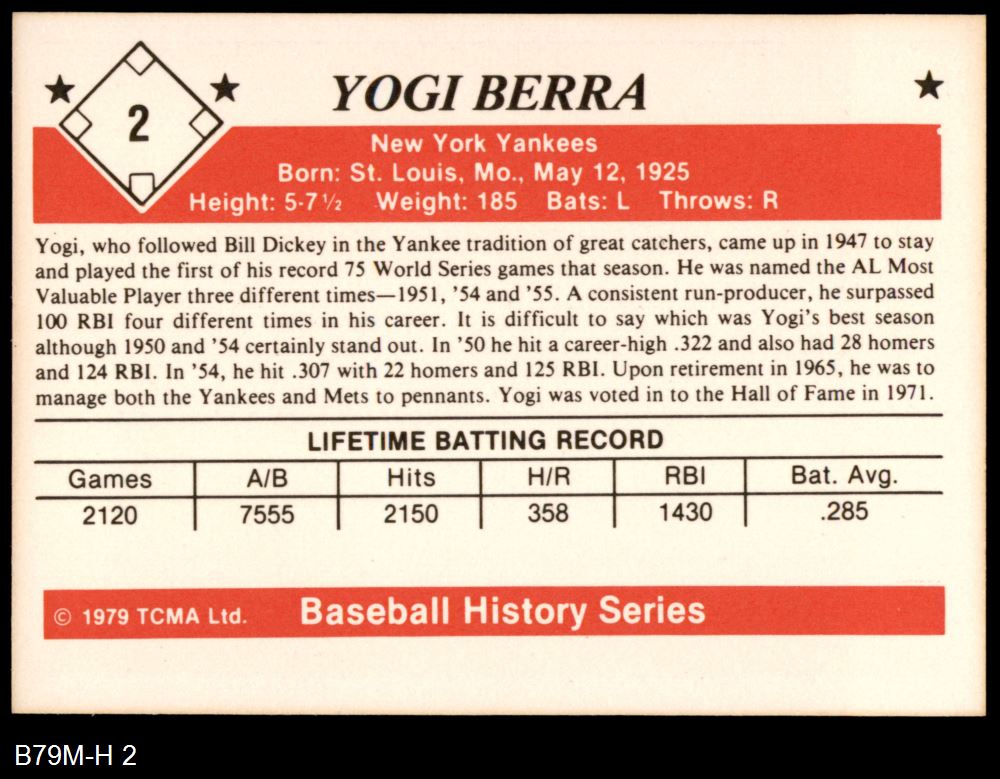 2
YOGI BERRA
New York Yankees
Born: St. Louis, Mo., May 12, 1925
Height: 5-7 ½ Weight: 185 Bats: L Throws: R
Yogi, who followed Bill Dickey in the Yankee tradition of great catchers, came up in 1947 to stay
and played the first of his record 75 World Series games that season. He was named the AL Most
Valuable Player three different times—1951, '54 and '55. A consistent run-producer, he surpassed
100 RBI four different times in his career. It is difficult to say which was Yogi's best season
although 1950 and '54 certainly stand out. In '50 he hit a career-high .322 and also had 28 homers
and 124 RBI. In '54, he hit .307 with 22 homers and 125 RBI. Upon retirement in 1965, he was to
manage both the Yankees and Mets to pennants. Yogi was voted in to the Hall of Fame in 1971.
LIFETIME BATTING RECORD
Games A/B Hits H/R RBI Bat. Avg.
2120 7555 2150 358 1430 .285
© 1979 TCMA Ltd. Baseball History Series
B79M-H 2